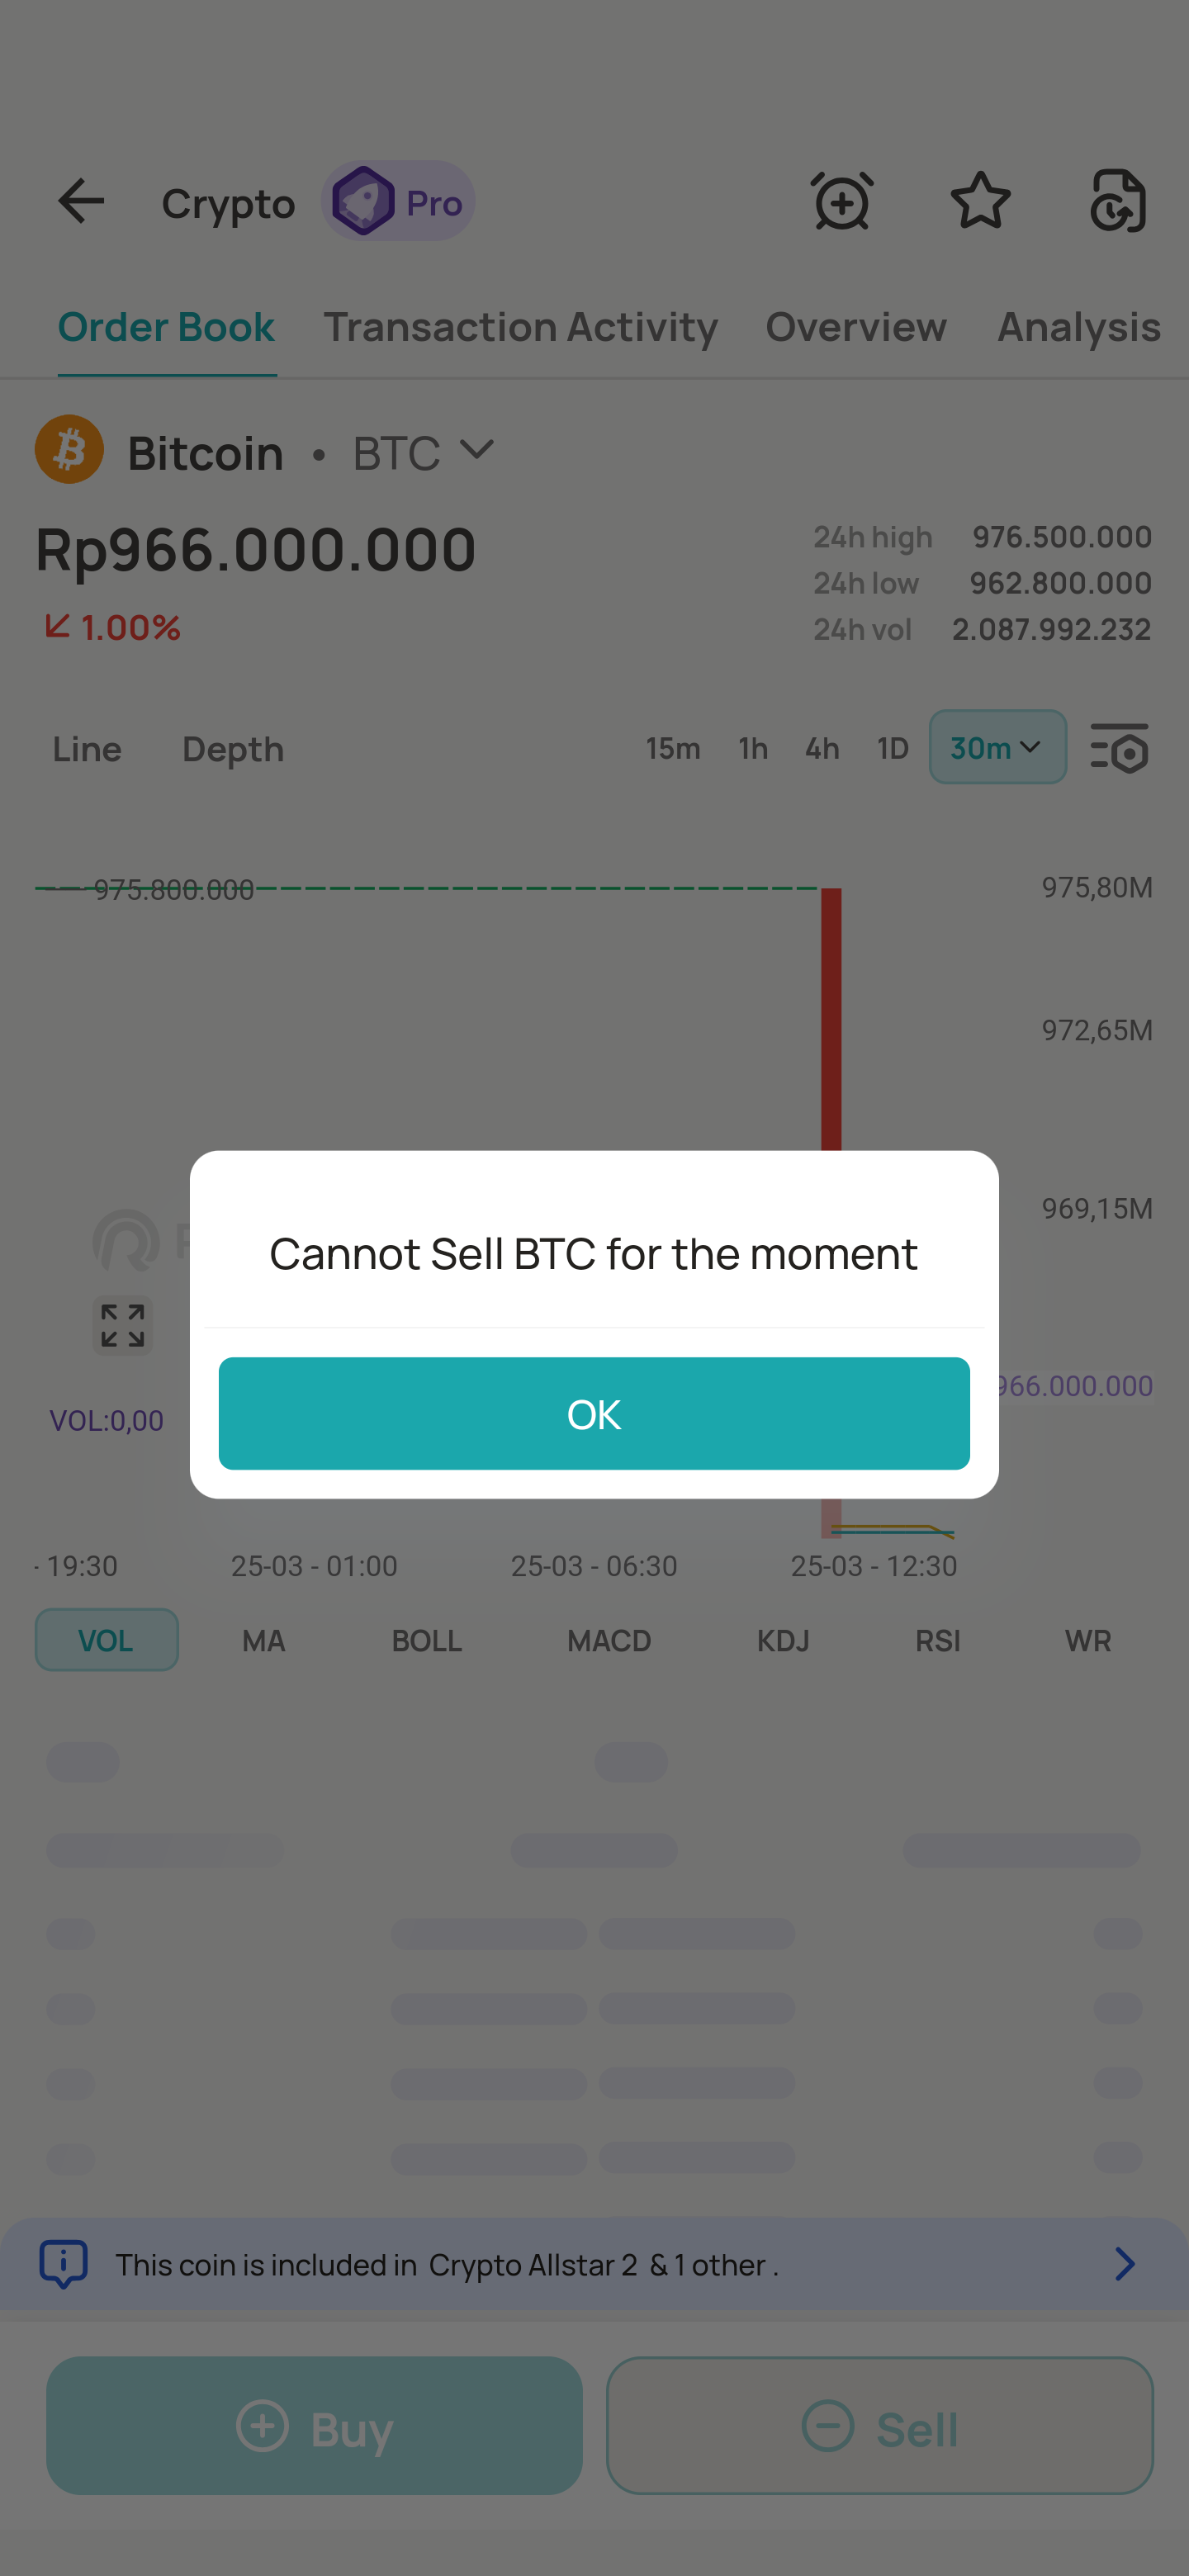 Crypto Pro
Order Book Transaction Activity Overview Analysis
Bitcoin • BTC
Rp966.000.000
1.00%
24h high 976.500.000
24h low 962.800.000
24h vol 2.087.992.232
Line Depth 15m 1h 4h 1D 30m
975.800.000
975,80M
972,65M
969,15M
Cannot Sell BTC for the moment
OK
966.000.000
VOL:0,00
- 19:30 25-03 - 01:00 25-03 - 06:30 25-03 - 12:30
VOL MA BOLL MACD KDJ RSI WR
This coin is included in Crypto Allstar 2 & 1 other .
Buy Sell